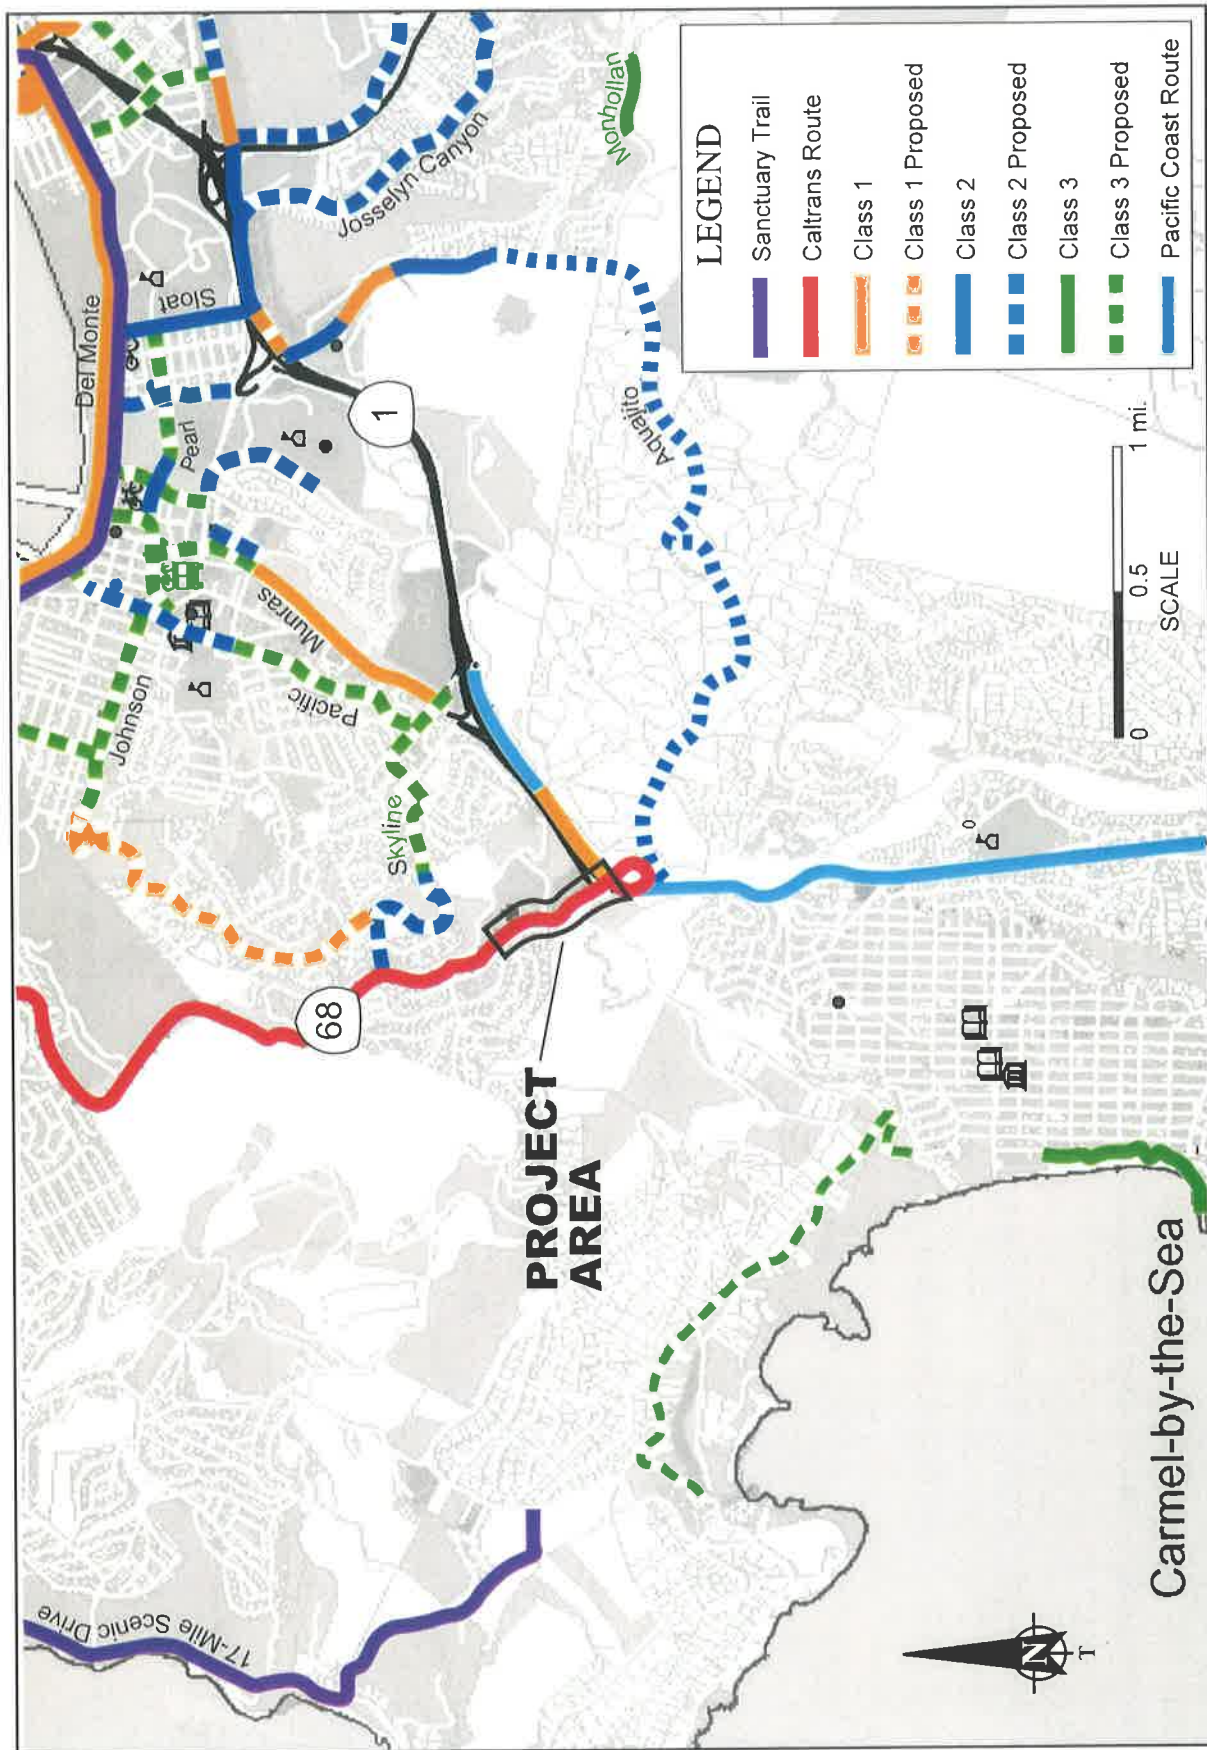 Del Monte
Sloat
Pearl
Josselyn Canyon
Monhollan
Johnson
Munras
Pacific
Skyline
1
Aquajito
68
17-Mile Scenic Drive
PROJECT
AREA
0
Carmel-by-the-Sea
N
T
0 0.5 1 mi.
SCALE
LEGEND
Sanctuary Trail
Caltrans Route
Class 1
Class 1 Proposed
Class 2
Class 2 Proposed
Class 3
Class 3 Proposed
Pacific Coast Route